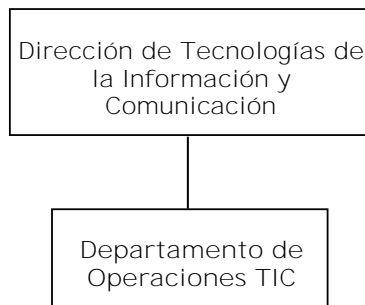 Dirección de Tecnologías de
la Información y
Comunicación
Departamento de
Operaciones TIC